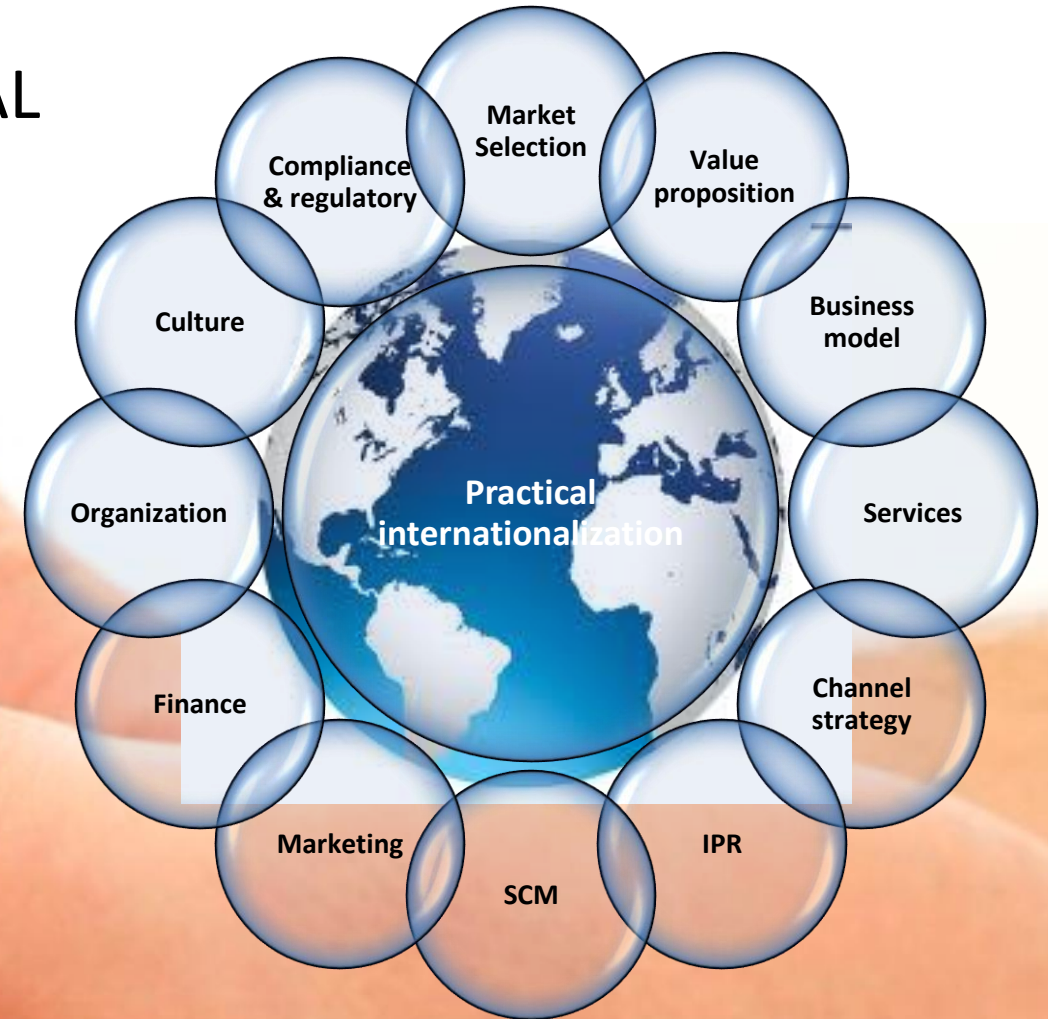 AL
Market
Selection
Value
proposition
Business
model
Services
Channel
strategy
IPR
SCM
Marketing
Finance
Organization
Culture
Compliance
& regulatory
Practical
internationalization